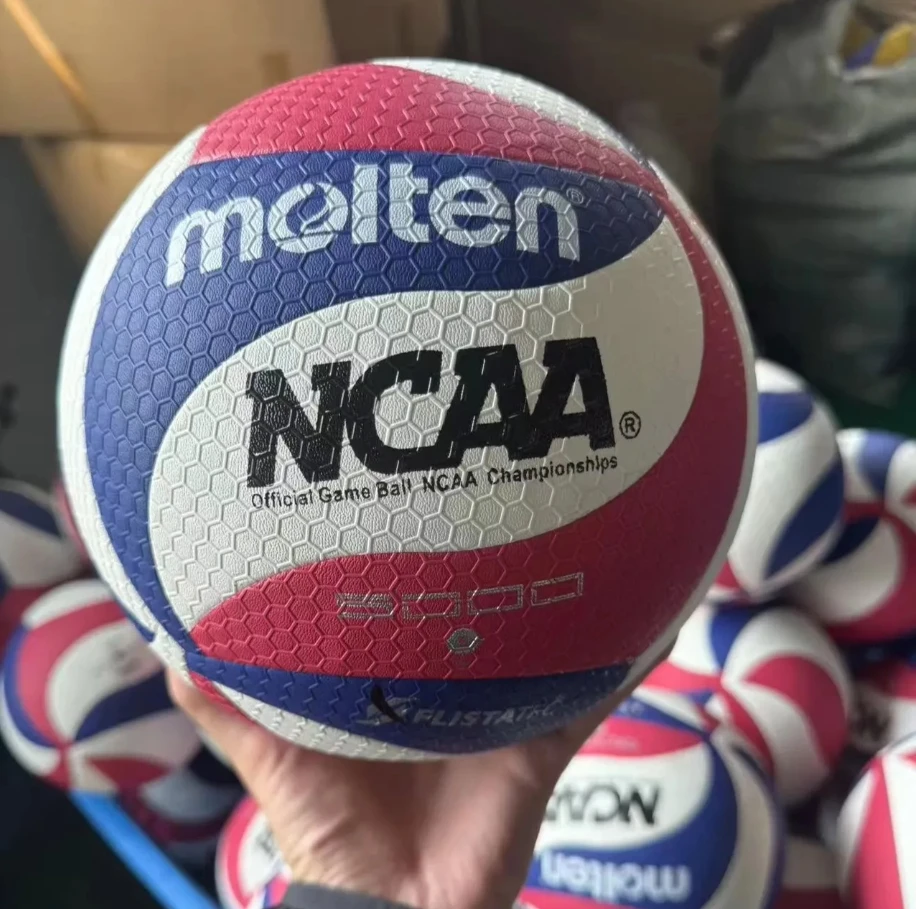 molten®
NCAA®
Official Game Ball NCAA Championships
5000
FLISTATEC
NCAA
molten